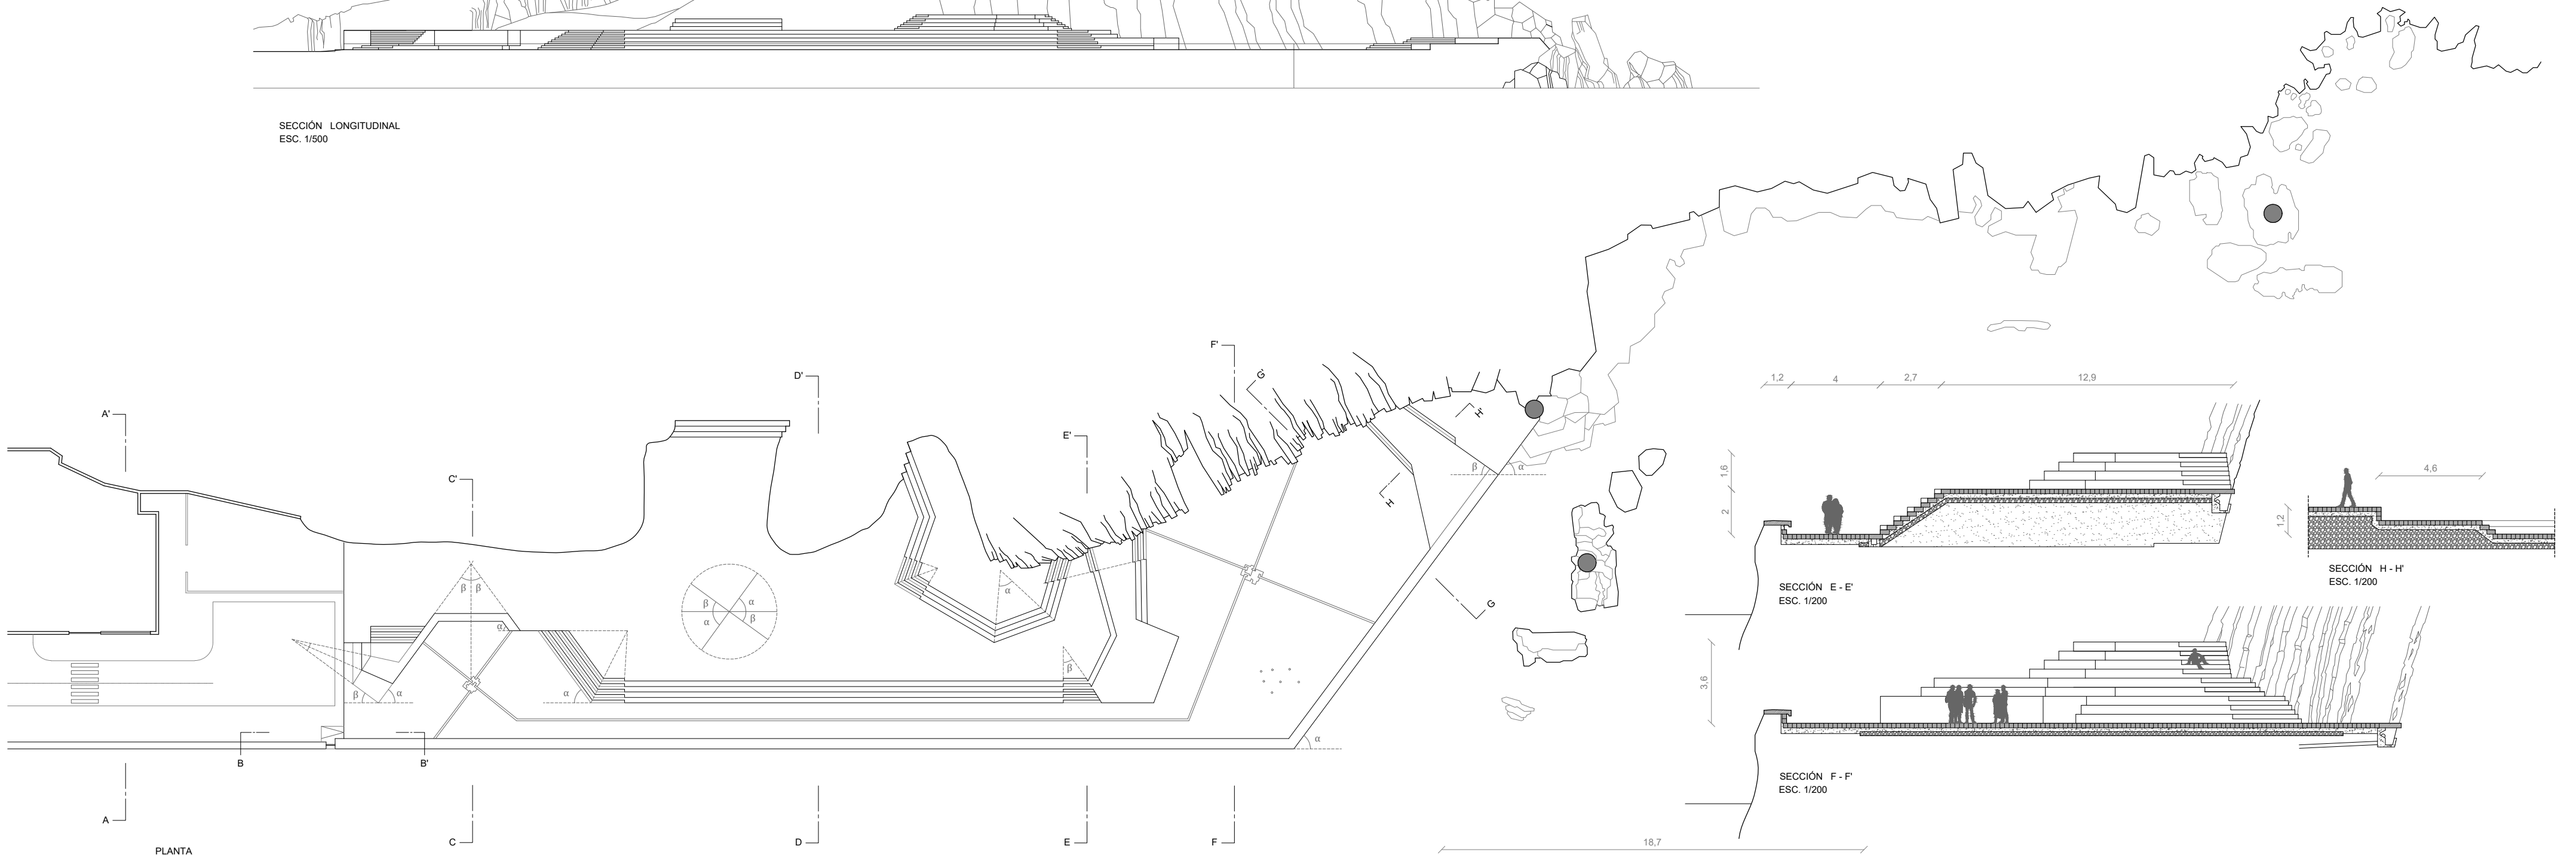 SECCIÓN LONGITUDINAL
ESC. 1/500
F'
G'
D'
1,2
4
2,7
12,9
A'
H'
E'
C'
β
α
1,6
4,6
H
2
1,2
SECCIÓN H - H'
ESC. 1/200
SECCIÓN E - E'
ESC. 1/200
β
β
α
β
α
α
β
G
α
β
β
α
α
3,6
α
B
B'
SECCIÓN F - F'
ESC. 1/200
A
C
D
E
F
18,7
PLANTA